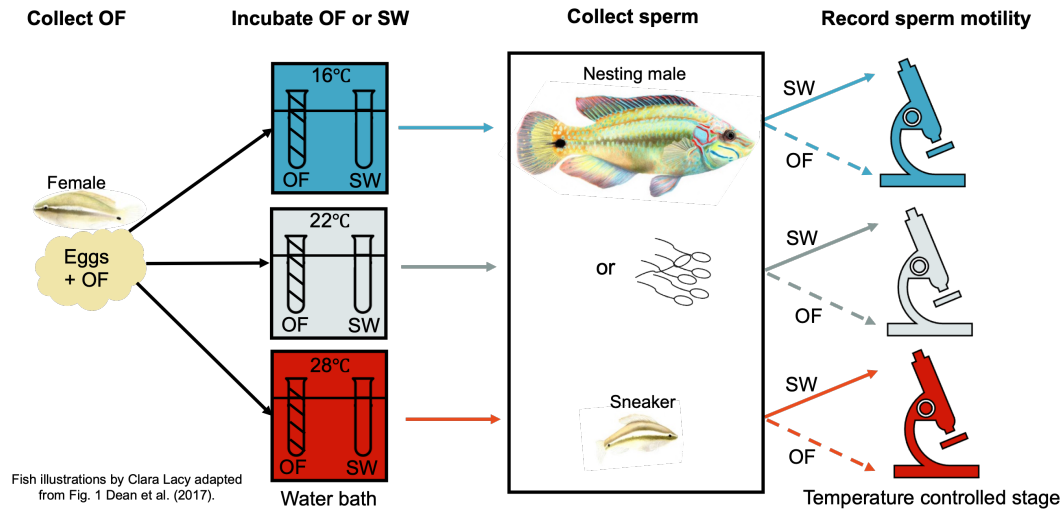 Collect OF
Incubate OF or SW
Collect sperm
Record sperm motility
Female
Eggs
+ OF
16℃
OF SW
22℃
OF SW
28℃
OF SW
Water bath
Nesting male
or
Sneaker
SW
OF
SW
OF
SW
OF
Temperature controlled stage
Fish illustrations by Clara Lacy adapted
from Fig. 1 Dean et al. (2017).